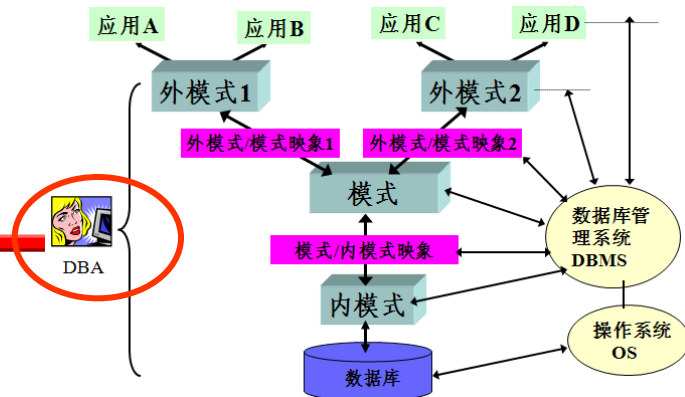 应用A
应用B
应用C
应用D
外模式1
外模式2
外模式/模式映象1
外模式/模式映象2
模式
DBA
数据库管
理系统
DBMS
模式/内模式映象
内模式
操作系统
OS
数据库